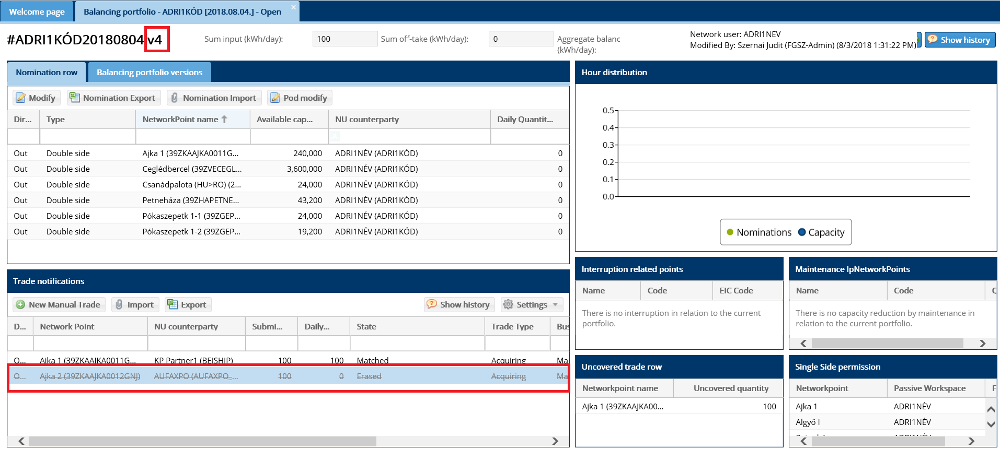 Welcome page
Balancing portfolio - ADRI1KÓD [2018.08.04.] - Open
#ADRI1KÓD20180804 v4
Sum input (kWh/day): 100 Sum off-take (kWh/day): 0 Aggregate balanc
(kWh/day):
Network user: ADRI1NEV
Modified By: Szernai Judit (FGSZ-Admin) (8/3/2018 1:31:22 PM)
Show history
Nomination row Balancing portfolio versions
Modify Nomination Export Nomination Import Pod modify
Dir... Type NetworkPoint name Available cap... NU counterparty Daily Quantit...
Out Double side Ajka 1 (39ZKAAJKA0011G... 240,000 ADRI1NÉV (ADRI1KÓD) 0
Out Double side Ceglédbercel (39ZVECEGL... 3,600,000 ADRI1NÉV (ADRI1KÓD) 0
Out Double side Csanádpalota (HU>RO) (2... 24,000 ADRI1NÉV (ADRI1KÓD) 0
Out Double side Petneháza (39ZHAPETNE... 43,200 ADRI1NÉV (ADRI1KÓD) 0
Out Double side Pókaszepetk 1-1 (39ZGEP... 24,000 ADRI1NÉV (ADRI1KÓD) 0
Out Double side Pókaszepetk 1-2 (39ZGEP... 19,200 ADRI1NÉV (ADRI1KÓD) 0
Trade notifications
New Manual Trade Import Export Show history Settings
D... Network Point NU counterparty Submi... Daily... State Trade Type Bus
O... Ajka 1 (39ZKAAJKA0011G... KP Partner1 (BEJSHIP) 100 100 Matched Acquiring Ma
O... Ajka 2 (39ZKAAJKA0012GNJ) AUFAXPO (AUFAXPO_... 100 0 Erased Acquiring Ma
Hour distribution
0.5
0.4
0.3
0.2
0.1
0.0
Nominations Capacity
Interruption related points
Name Code EIC Code
There is no interruption in relation to the current
portfolio.
Maintenance IpNetworkPoints
Name Code
There is no capacity reduction by maintenance in
relation to the current portfolio.
Uncovered trade row
Networkpoint name Uncovered quantity
Ajka 1 (39ZKAAJKA00... 100
Single Side permission
Networkpoint Passive Workspace F
Ajka 1 ADRI1NÉV
Algyő I ADRI1NÉV
ADRI1NÉV